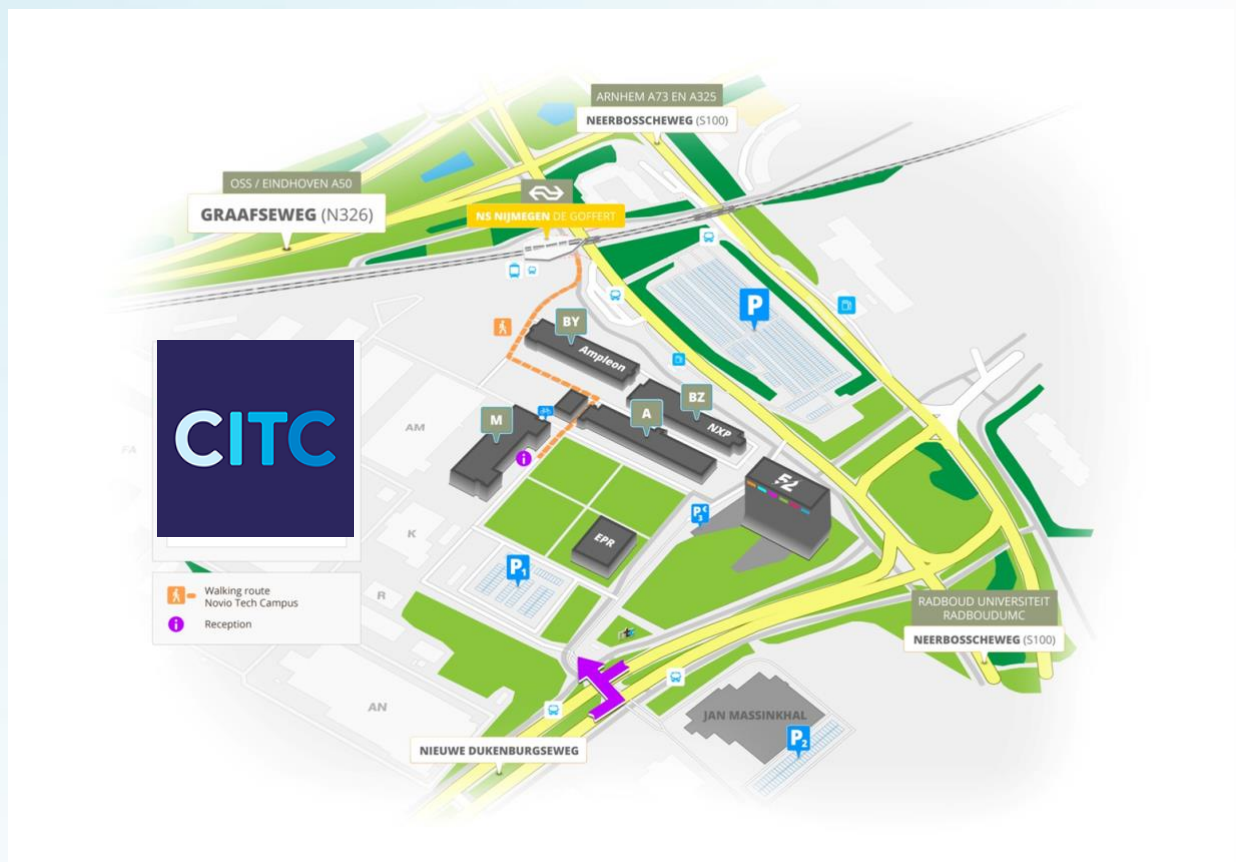 ARNHEM A73 EN A325
NEERBOSSCHEWEG (S100)
OSS / EINDHOVEN A50
GRAAFSEWEG (N326)
NS NIJMEGEN DE GOFFERT
P
BY
Ampleon
BZ
NXP
A
M
AM
FA
CITC
52
P3 €
K
EPR
P1
R
Walking route
Novio Tech Campus
i Reception
i
RADBOUD UNIVERSITEIT
RADBOUDUMC
NEERBOSSCHEWEG (S100)
AN
JAN MASSINKHAL
P2
NIEUWE DUKENBURGSEWEG